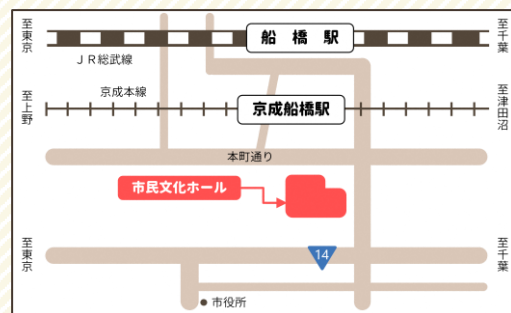 至東京
船橋駅
至千葉
JR総武線
至上野
京成本線
京成船橋駅
至津田沼
本町通り
市民文化ホール
至東京
14
至千葉
市役所